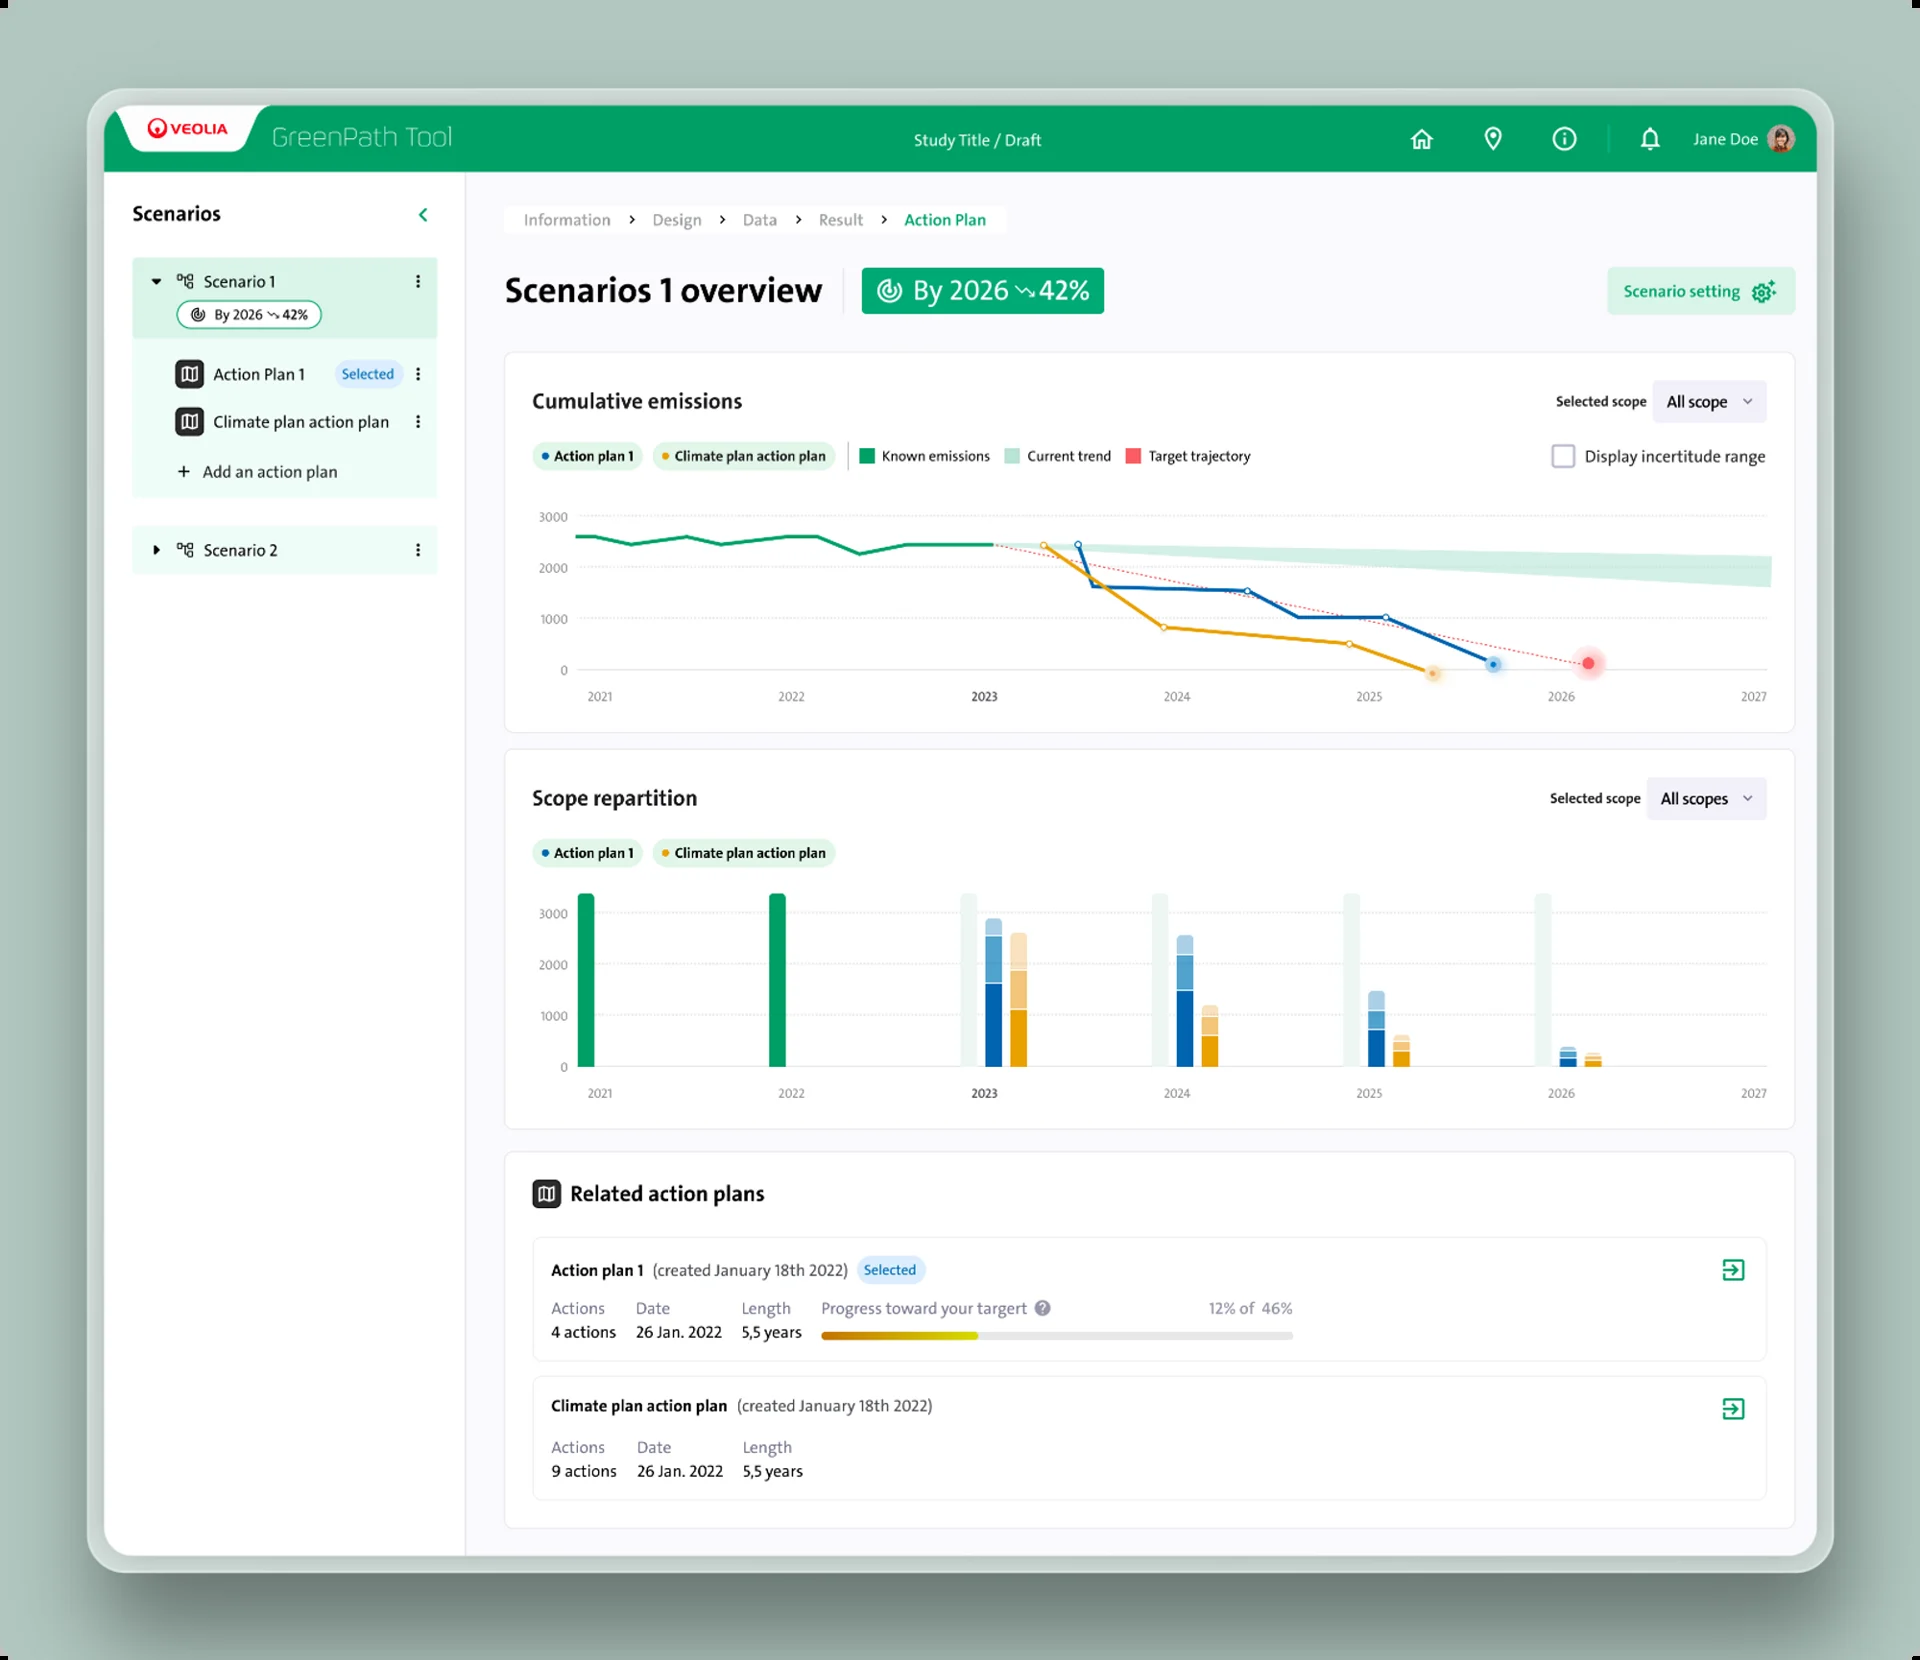 VEOLIA
GreenPath Tool
Study Title / Draft
Jane Doe
Scenarios
Scenario 1
By 2026 42%
Action Plan 1 Selected
Climate plan action plan
+ Add an action plan
Scenario 2
Information > Design > Data > Result > Action Plan
Scenarios 1 overview
By 2026 42%
Scenario setting
Cumulative emissions
Selected scope All scope
Action plan 1 Climate plan action plan Known emissions Current trend Target trajectory
Display incertitude range
3000
2000
1000
0
2021 2022 2023 2024 2025 2026 2027
Scope repartition
Selected scope All scopes
Action plan 1 Climate plan action plan
3000
2000
1000
0
2021 2022 2023 2024 2025 2026 2027
Related action plans
Action plan 1 (created January 18th 2022) Selected
Actions Date Length Progress toward your targert ? 12% of 46%
4 actions 26 Jan. 2022 5,5 years
Climate plan action plan (created January 18th 2022)
Actions Date Length
9 actions 26 Jan. 2022 5,5 years